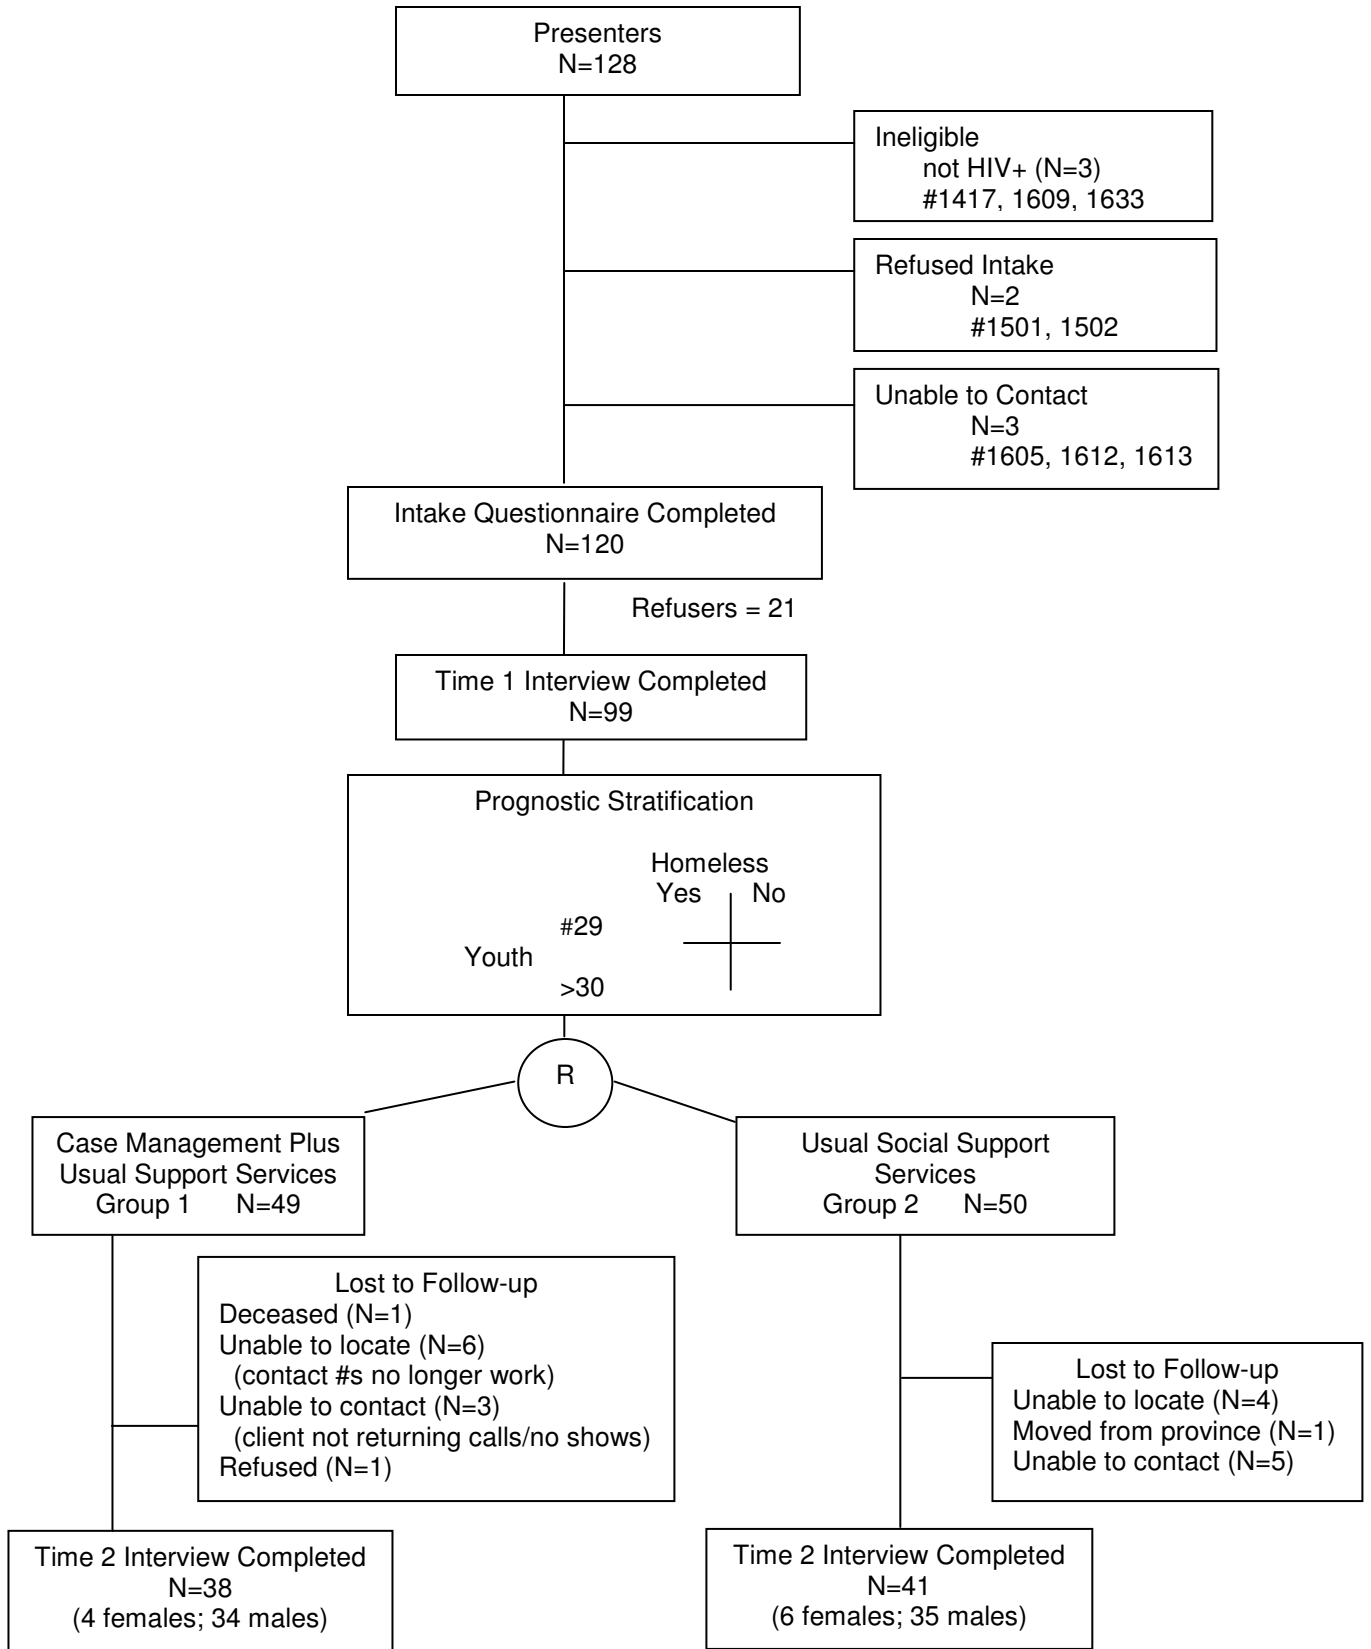 Presenters
N=128
Ineligible
not HIV+ (N=3)
#1417, 1609, 1633
Refused Intake
N=2
#1501, 1502
Unable to Contact
N=3
#1605, 1612, 1613
Intake Questionnaire Completed
N=120
Refusers = 21
Time 1 Interview Completed
N=99
Prognostic Stratification
Homeless
Yes No
#29
Youth
>30
R
Case Management Plus
Usual Support Services
Group 1 N=49
Usual Social Support
Services
Group 2 N=50
Lost to Follow-up
Deceased (N=1)
Unable to locate (N=6)
(contact #s no longer work)
Unable to contact (N=3)
(client not returning calls/no shows)
Refused (N=1)
Lost to Follow-up
Unable to locate (N=4)
Moved from province (N=1)
Unable to contact (N=5)
Time 2 Interview Completed
N=38
(4 females; 34 males)
Time 2 Interview Completed
N=41
(6 females; 35 males)